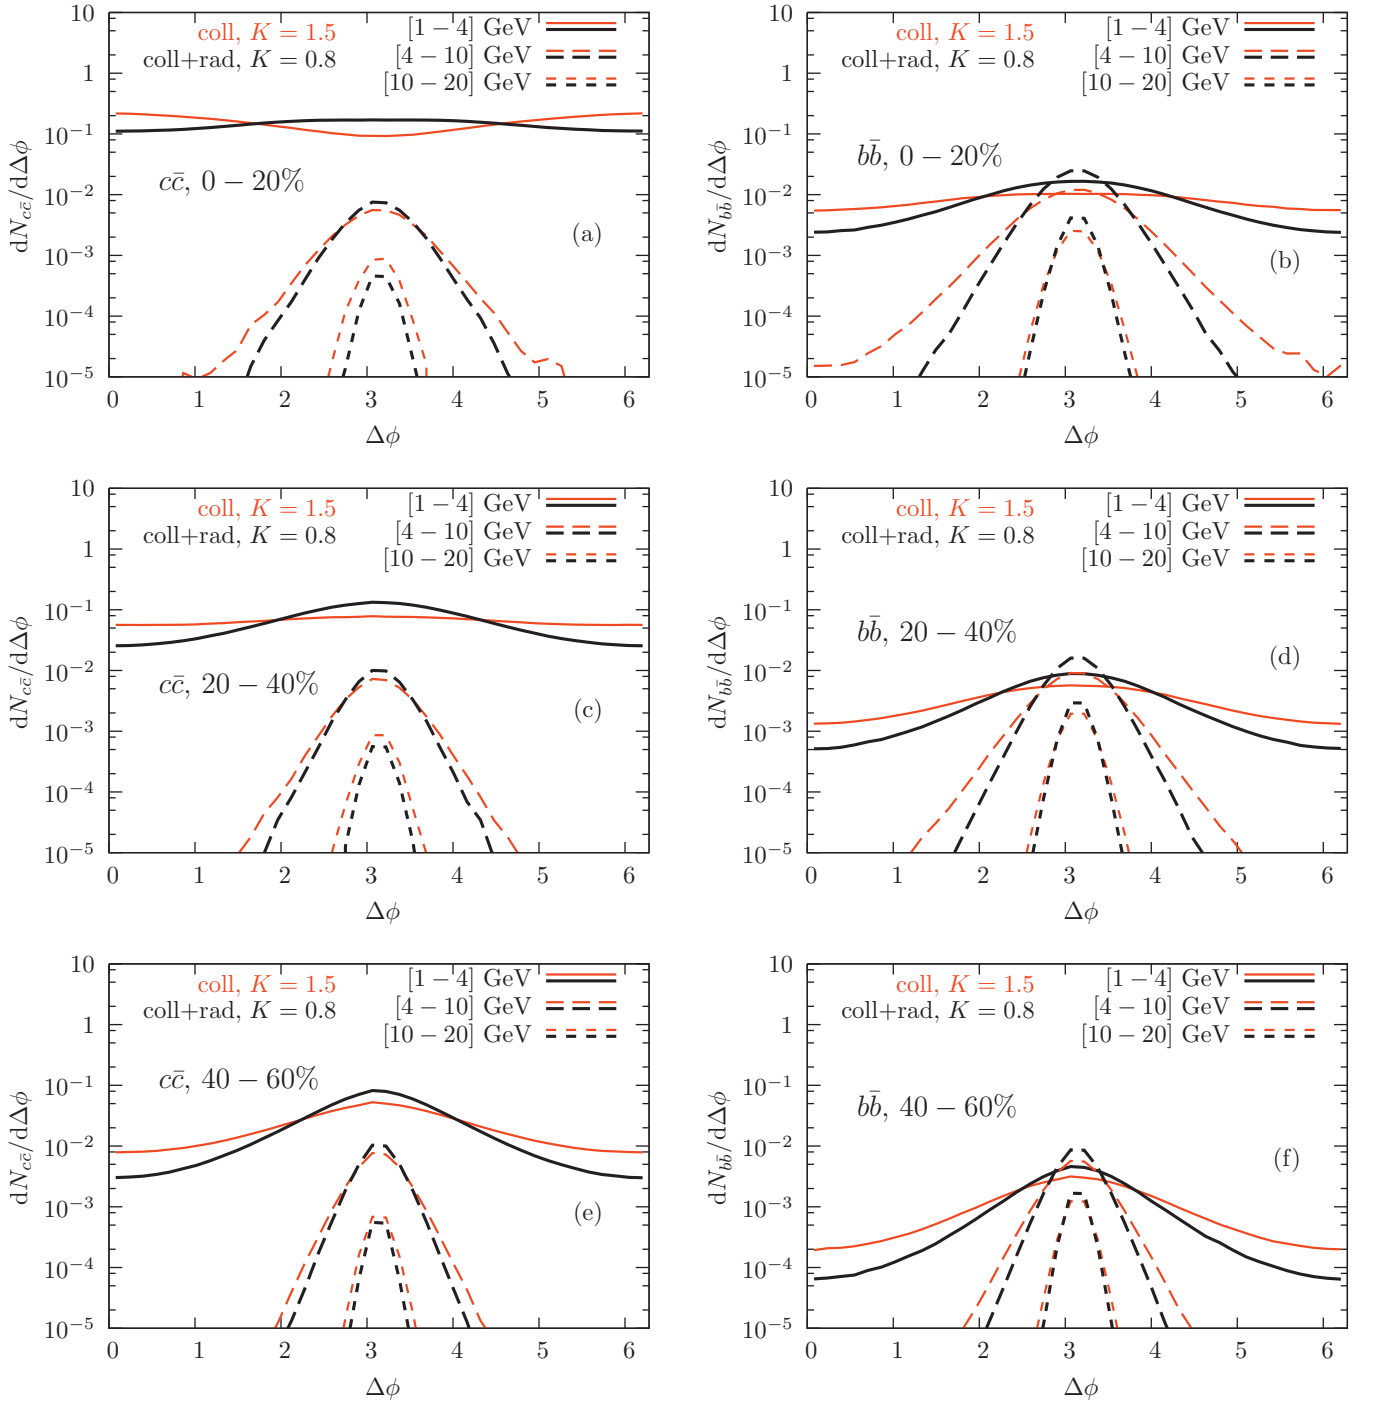 coll, K = 1.5
coll+rad, K = 0.8
[1 − 4] GeV
[4 − 10] GeV
[10 − 20] GeV
cc̄, 0 − 20%
(a)
10
1
10⁻¹
10⁻²
10⁻³
10⁻⁴
10⁻⁵
0 1 2 3 4 5 6
dN_cc̄/dΔϕ
Δϕ
coll, K = 1.5
coll+rad, K = 0.8
[1 − 4] GeV
[4 − 10] GeV
[10 − 20] GeV
bb̄, 0 − 20%
(b)
10
1
10⁻¹
10⁻²
10⁻³
10⁻⁴
10⁻⁵
0 1 2 3 4 5 6
dN_bb̄/dΔϕ
Δϕ
coll, K = 1.5
coll+rad, K = 0.8
[1 − 4] GeV
[4 − 10] GeV
[10 − 20] GeV
cc̄, 20 − 40%
(c)
10
1
10⁻¹
10⁻²
10⁻³
10⁻⁴
10⁻⁵
0 1 2 3 4 5 6
dN_cc̄/dΔϕ
Δϕ
coll, K = 1.5
coll+rad, K = 0.8
[1 − 4] GeV
[4 − 10] GeV
[10 − 20] GeV
bb̄, 20 − 40%
(d)
10
1
10⁻¹
10⁻²
10⁻³
10⁻⁴
10⁻⁵
0 1 2 3 4 5 6
dN_bb̄/dΔϕ
Δϕ
coll, K = 1.5
coll+rad, K = 0.8
[1 − 4] GeV
[4 − 10] GeV
[10 − 20] GeV
cc̄, 40 − 60%
(e)
10
1
10⁻¹
10⁻²
10⁻³
10⁻⁴
10⁻⁵
0 1 2 3 4 5 6
dN_cc̄/dΔϕ
Δϕ
coll, K = 1.5
coll+rad, K = 0.8
[1 − 4] GeV
[4 − 10] GeV
[10 − 20] GeV
bb̄, 40 − 60%
(f)
10
1
10⁻¹
10⁻²
10⁻³
10⁻⁴
10⁻⁵
0 1 2 3 4 5 6
dN_bb̄/dΔϕ
Δϕ